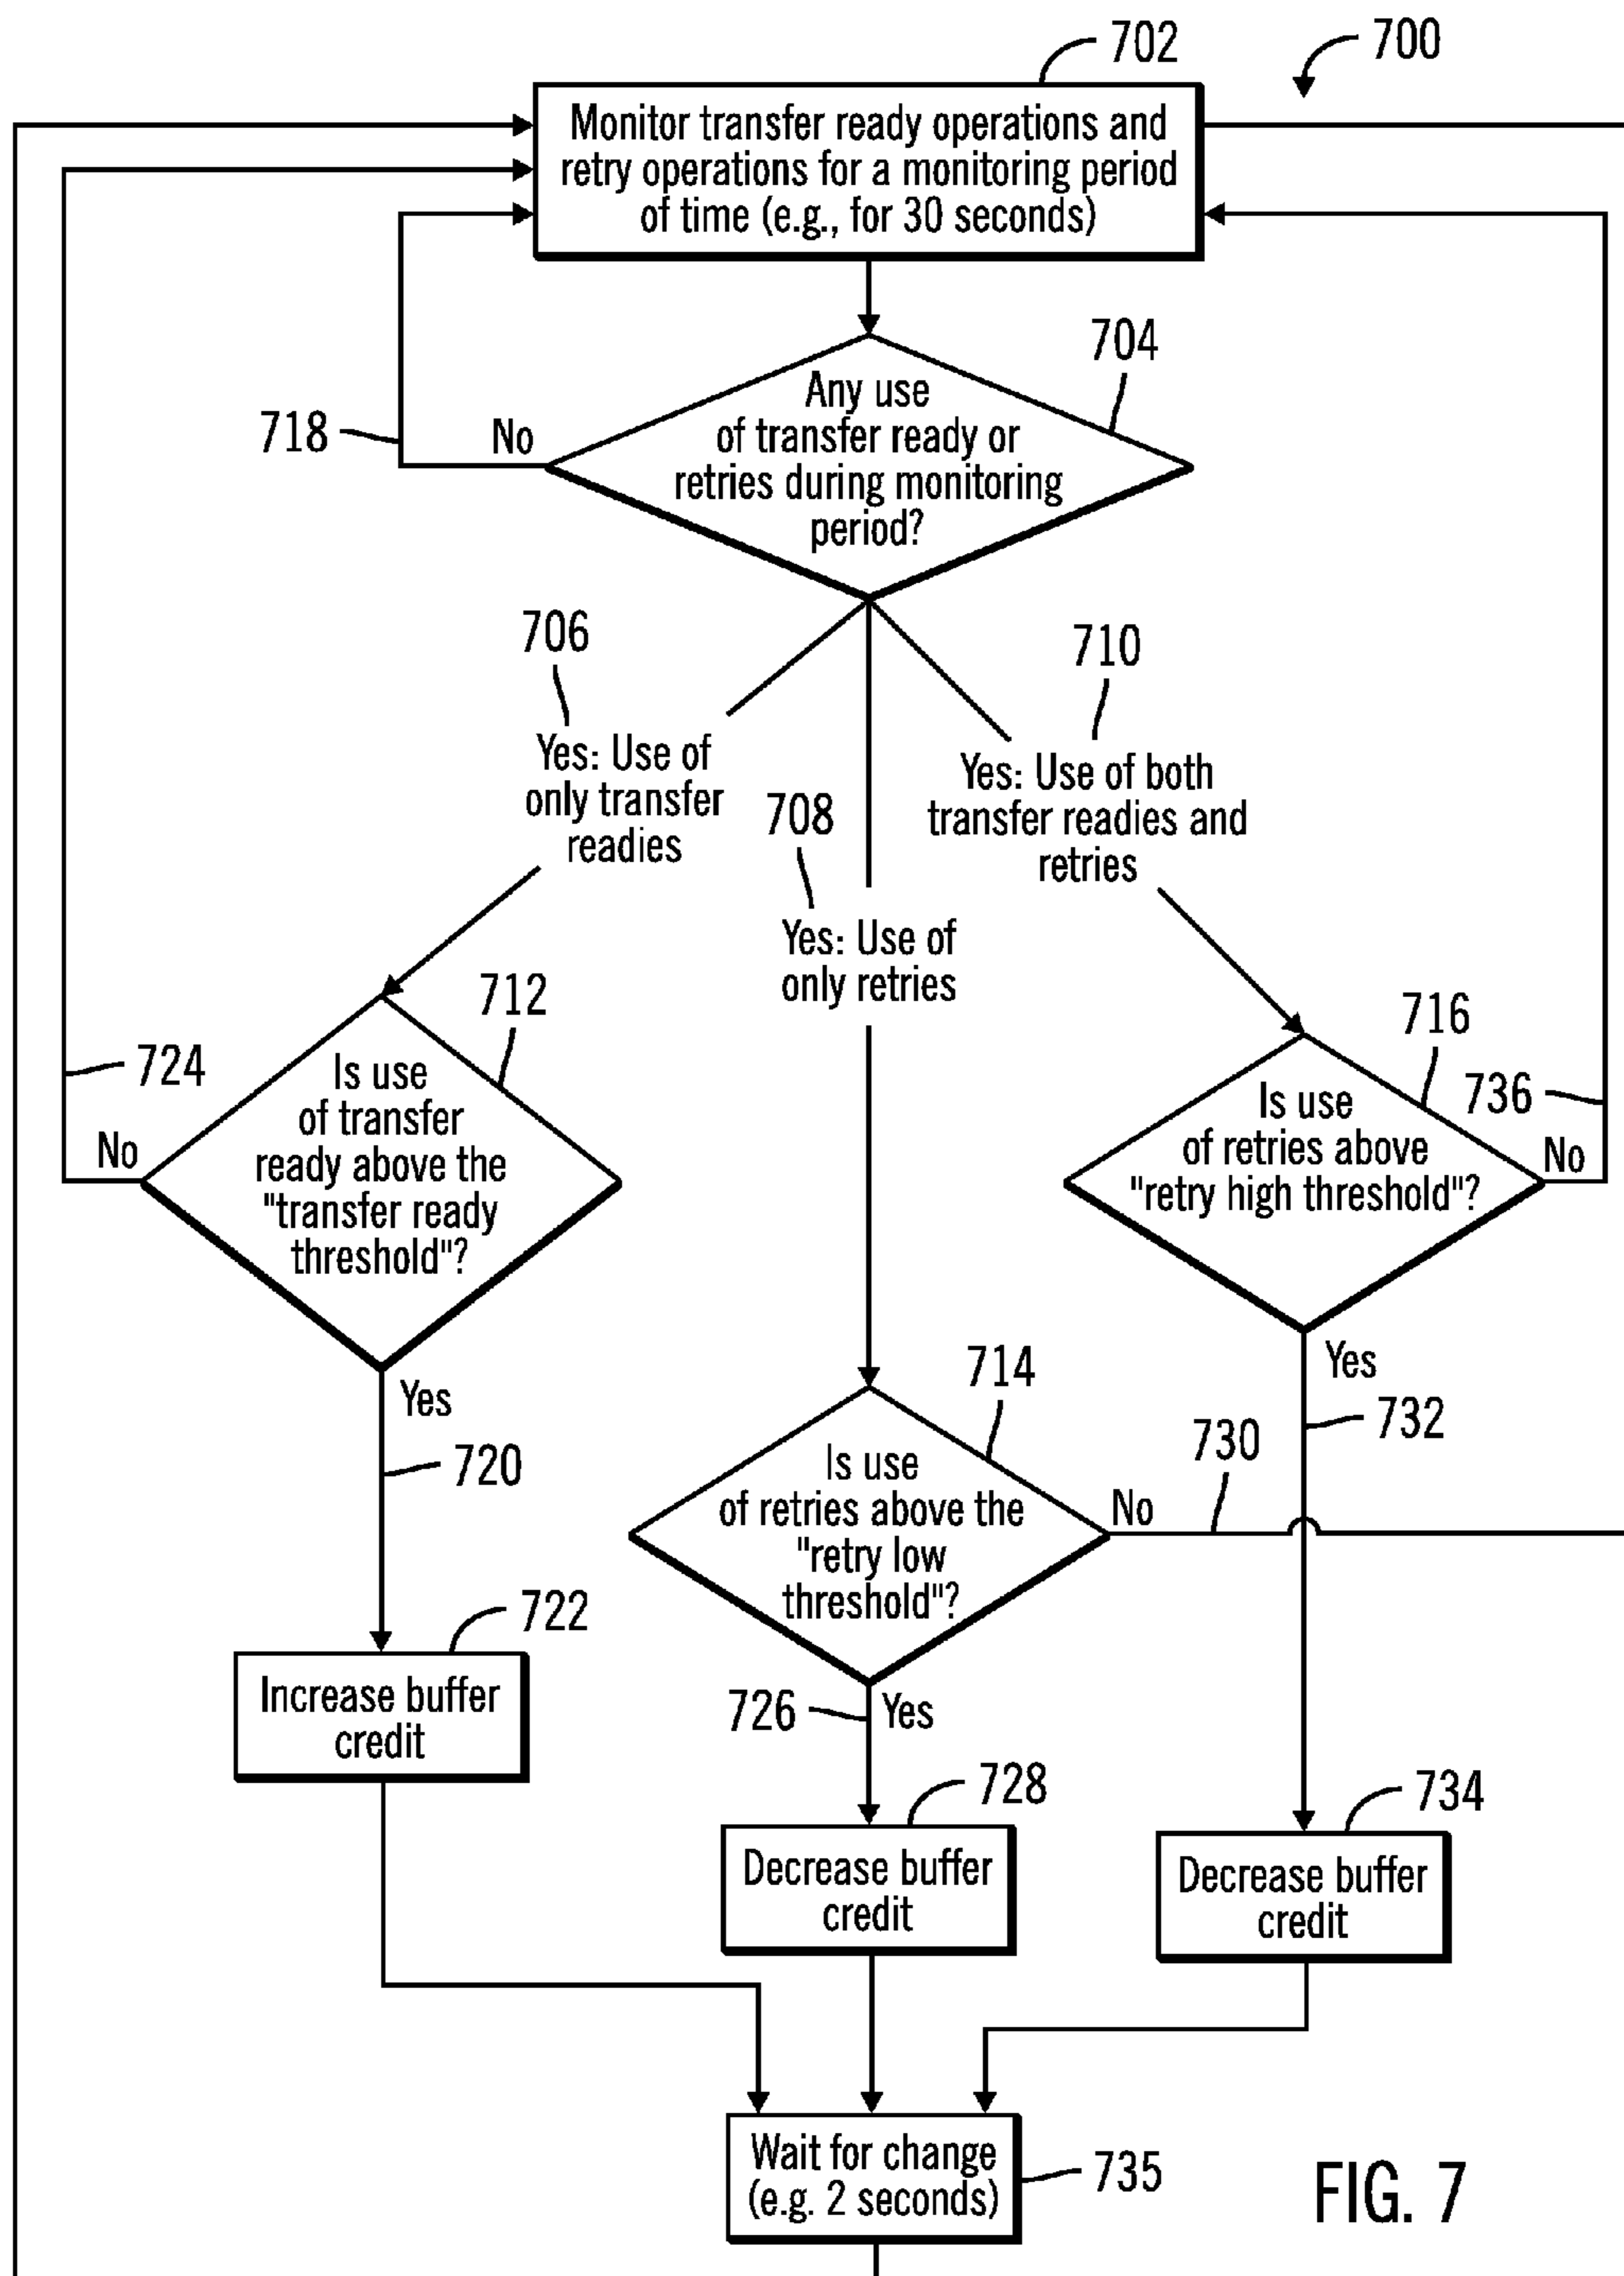 702
700
Monitor transfer ready operations and
retry operations for a monitoring period
of time (e.g., for 30 seconds)
704
Any use
of transfer ready or
retries during monitoring
period?
718
No
706
710
Yes: Use of
only transfer
readies
Yes: Use of both
transfer readies and
retries
708
Yes: Use of
only retries
712
716
724
736
Is use
of transfer
ready above the
"transfer ready
threshold"?
No
Is use
of retries above
"retry high threshold"?
No
Yes
720
Yes
732
714
730
Is use
of retries above the
"retry low
threshold"?
No
722
Increase buffer
credit
726
Yes
728
734
Decrease buffer
credit
Decrease buffer
credit
Wait for change
(e.g. 2 seconds)
735
FIG. 7